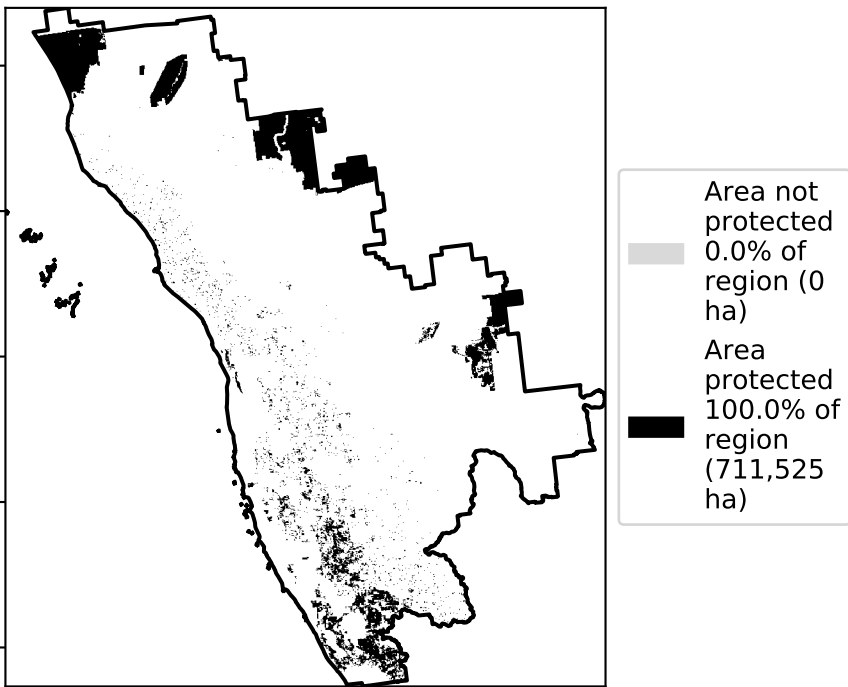 Area not
protected
0.0% of
region (0
ha)
Area
protected
100.0% of
region
(711,525
ha)